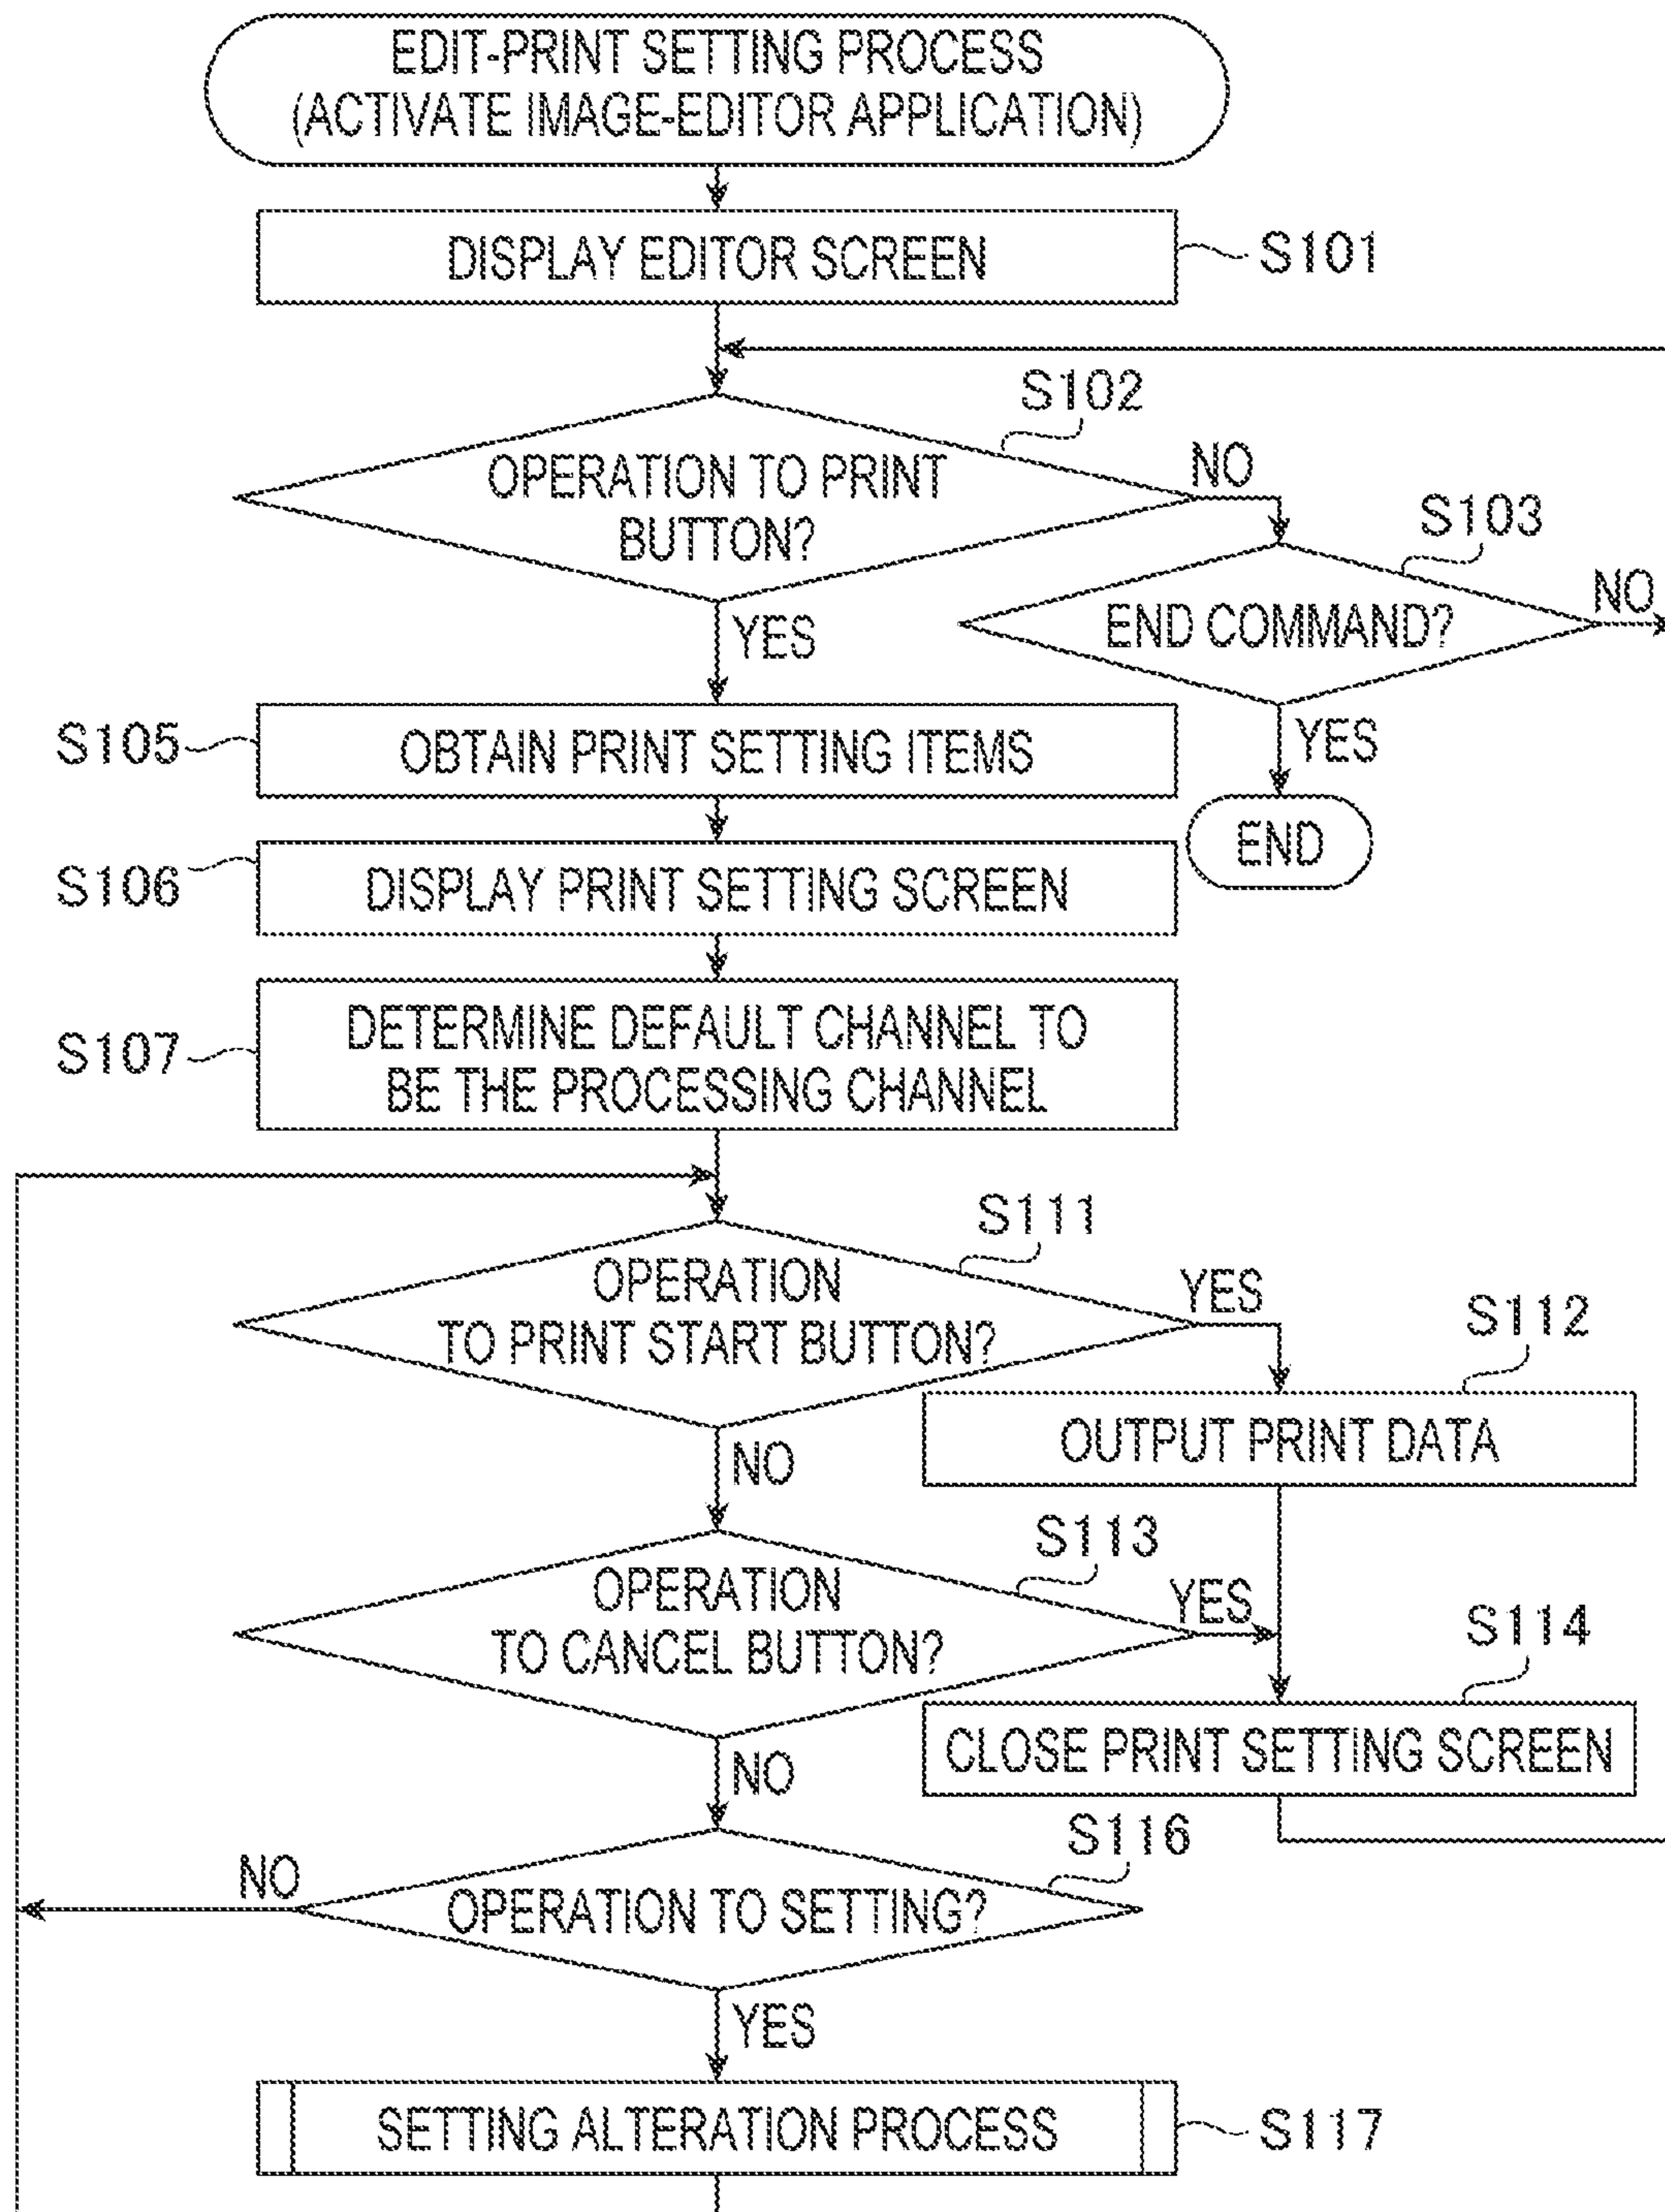 EDIT-PRINT SETTING PROCESS
(ACTIVATE IMAGE-EDITOR APPLICATION)
DISPLAY EDITOR SCREEN
S101
S102
OPERATION TO PRINT
BUTTON?
NO
S103
END COMMAND?
NO
YES
YES
END
S105
OBTAIN PRINT SETTING ITEMS
S106
DISPLAY PRINT SETTING SCREEN
S107
DETERMINE DEFAULT CHANNEL TO
BE THE PROCESSING CHANNEL
S111
OPERATION
TO PRINT START BUTTON?
YES
S112
OUTPUT PRINT DATA
NO
S113
OPERATION
TO CANCEL BUTTON?
YES
S114
CLOSE PRINT SETTING SCREEN
NO
S116
OPERATION TO SETTING?
NO
YES
SETTING ALTERATION PROCESS
S117